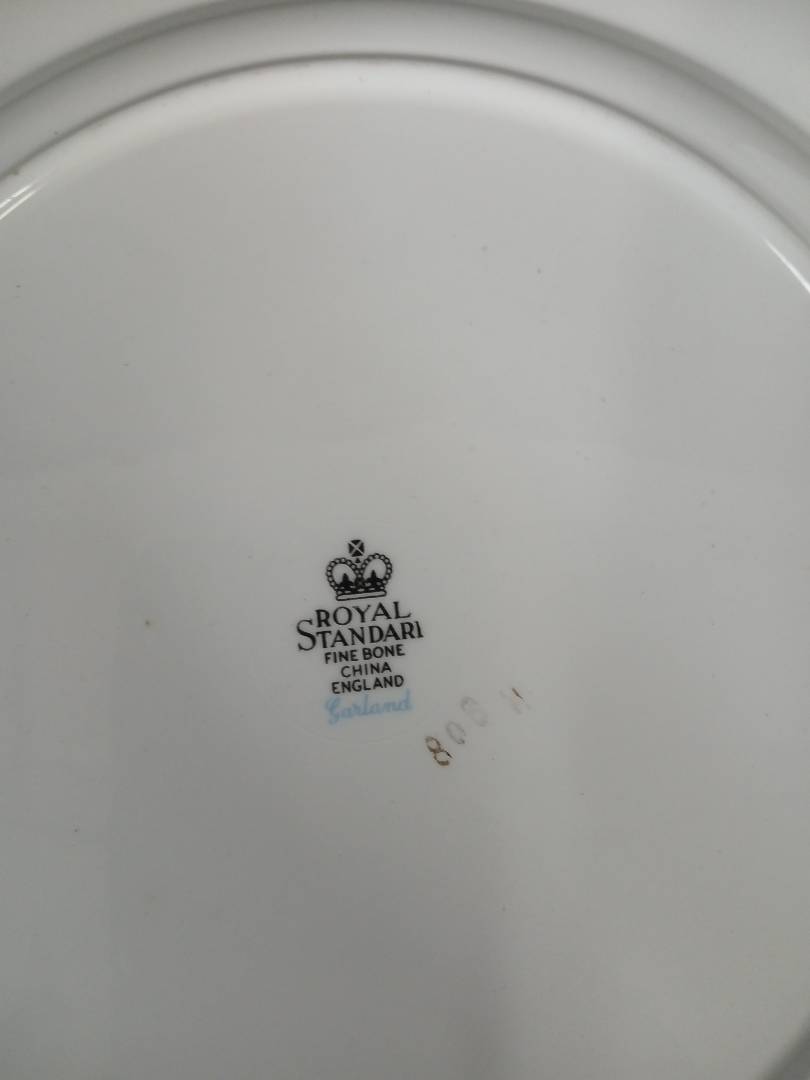 ROYAL
STANDARD
FINE BONE
CHINA
ENGLAND
Garland